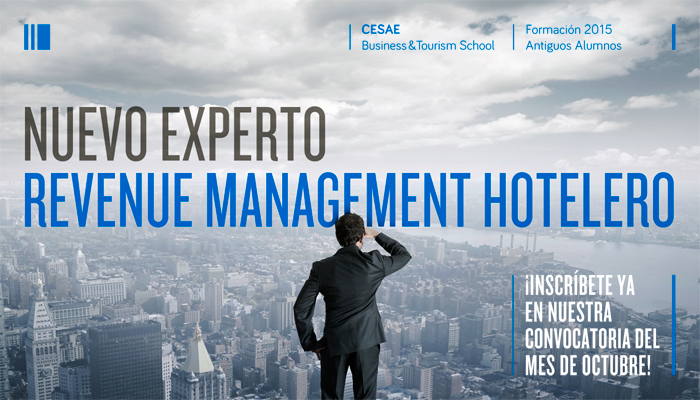 CESAE
Business&Tourism School
Formación 2015
Antiguos Alumnos
NUEVO EXPERTO
REVENUE MANAGEMENT HOTELERO
¡INSCRÍBETE YA
EN NUESTRA
CONVOCATORIA DEL
MES DE OCTUBRE!